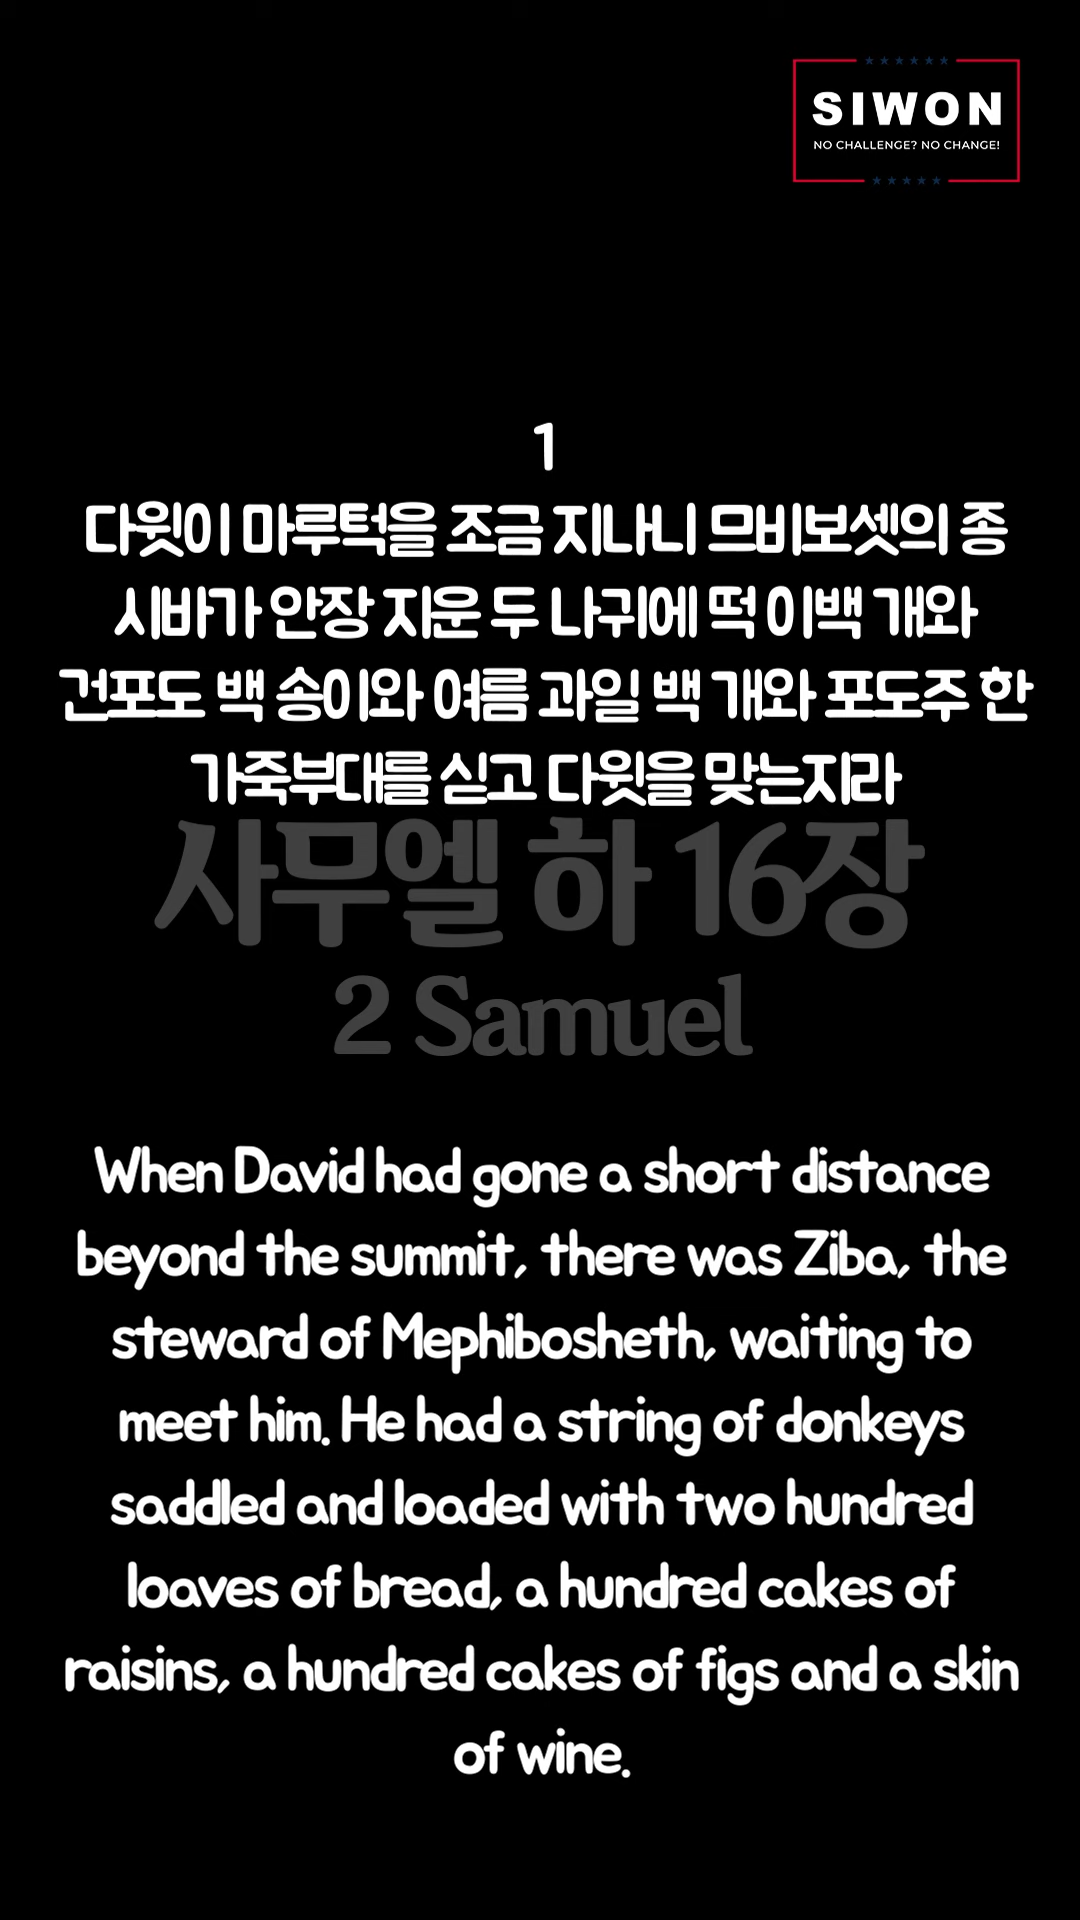 SIWON
NO CHALLENGE? NO CHANGE!
1
다윗이 마루턱을 조금 지나니 므비보셋의 종
시바가 안장 지운 두 나귀에 떡 이백 개와
건포도 백 송이와 여름 과일 백 개와 포도주 한
가죽부대를 싣고 다윗을 맞는지라
사무엘 하 16장
2 Samuel
When David had gone a short distance
beyond the summit, there was Ziba, the
steward of Mephibosheth, waiting to
meet him. He had a string of donkeys
saddled and loaded with two hundred
loaves of bread, a hundred cakes of
raisins, a hundred cakes of figs and a skin
of wine.